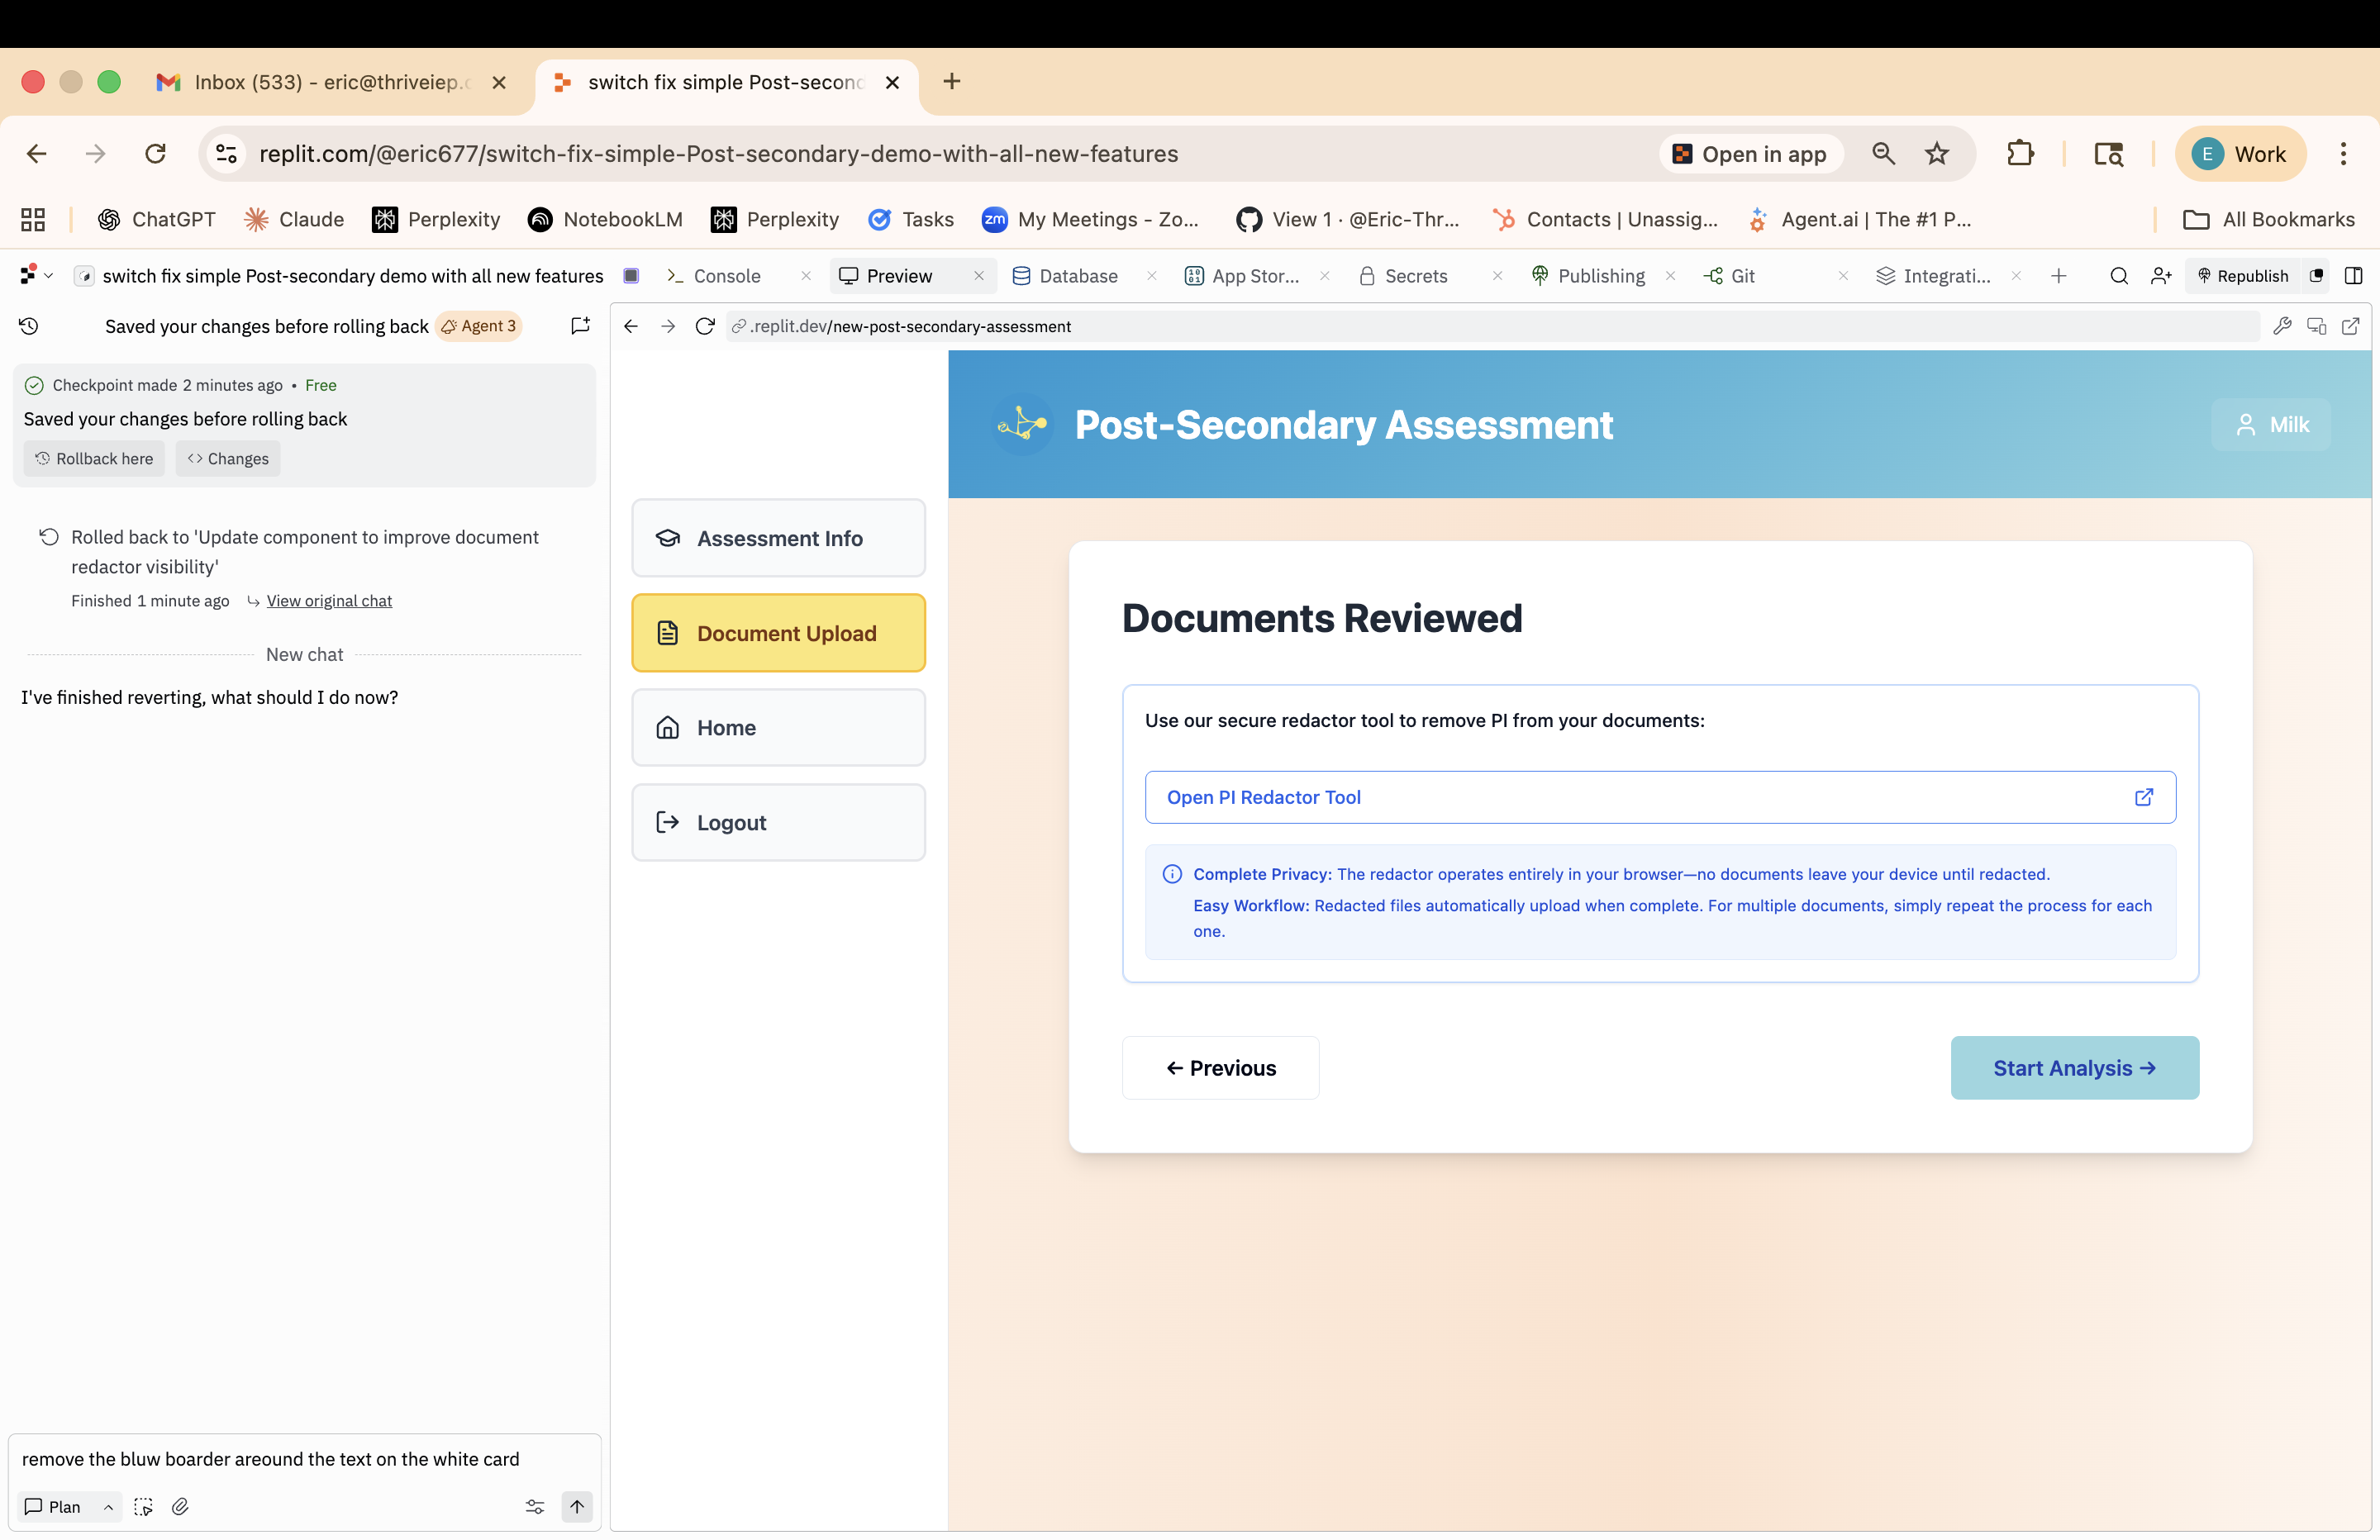 Inbox (533) - eric@thriveiep.c
switch fix simple Post-second
replit.com/@eric677/switch-fix-simple-Post-secondary-demo-with-all-new-features
Open in app
E
Work
ChatGPT
Claude
Perplexity
NotebookLM
Perplexity
Tasks
zm
My Meetings - Zo...
View 1 · @Eric-Thr...
Contacts | Unassig...
Agent.ai | The #1 P...
All Bookmarks
switch fix simple Post-secondary demo with all new features
Console
Preview
Database
App Stor...
Secrets
Publishing
Git
Integrati...
Republish
Saved your changes before rolling back
Agent 3
.replit.dev/new-post-secondary-assessment
Checkpoint made 2 minutes ago • Free
Saved your changes before rolling back
Rollback here
Changes
Rolled back to 'Update component to improve document
redactor visibility'
Finished 1 minute ago
View original chat
New chat
I've finished reverting, what should I do now?
remove the bluw boarder areound the text on the white card
Plan
Assessment Info
Document Upload
Home
Logout
Post-Secondary Assessment
Milk
Documents Reviewed
Use our secure redactor tool to remove PI from your documents:
Open PI Redactor Tool
Complete Privacy: The redactor operates entirely in your browser—no documents leave your device until redacted.
Easy Workflow: Redacted files automatically upload when complete. For multiple documents, simply repeat the process for each
one.
← Previous
Start Analysis →